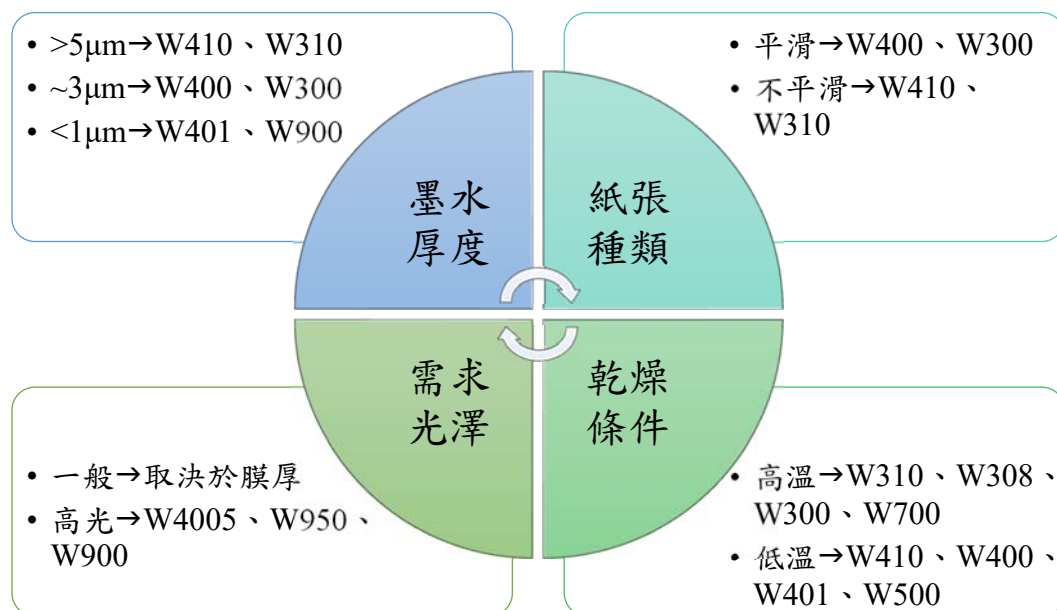 • >5μm→W410、W310
• ~3μm→W400、W300
• <1μm→W401、W900
• 平滑→W400、W300
• 不平滑→W410、
W310
墨水
厚度
紙張
種類
需求
光澤
乾燥
條件
• 一般→取決於膜厚
• 高光→W4005、W950、
W900
• 高溫→W310、W308、
W300、W700
• 低溫→W410、W400、
W401、W500